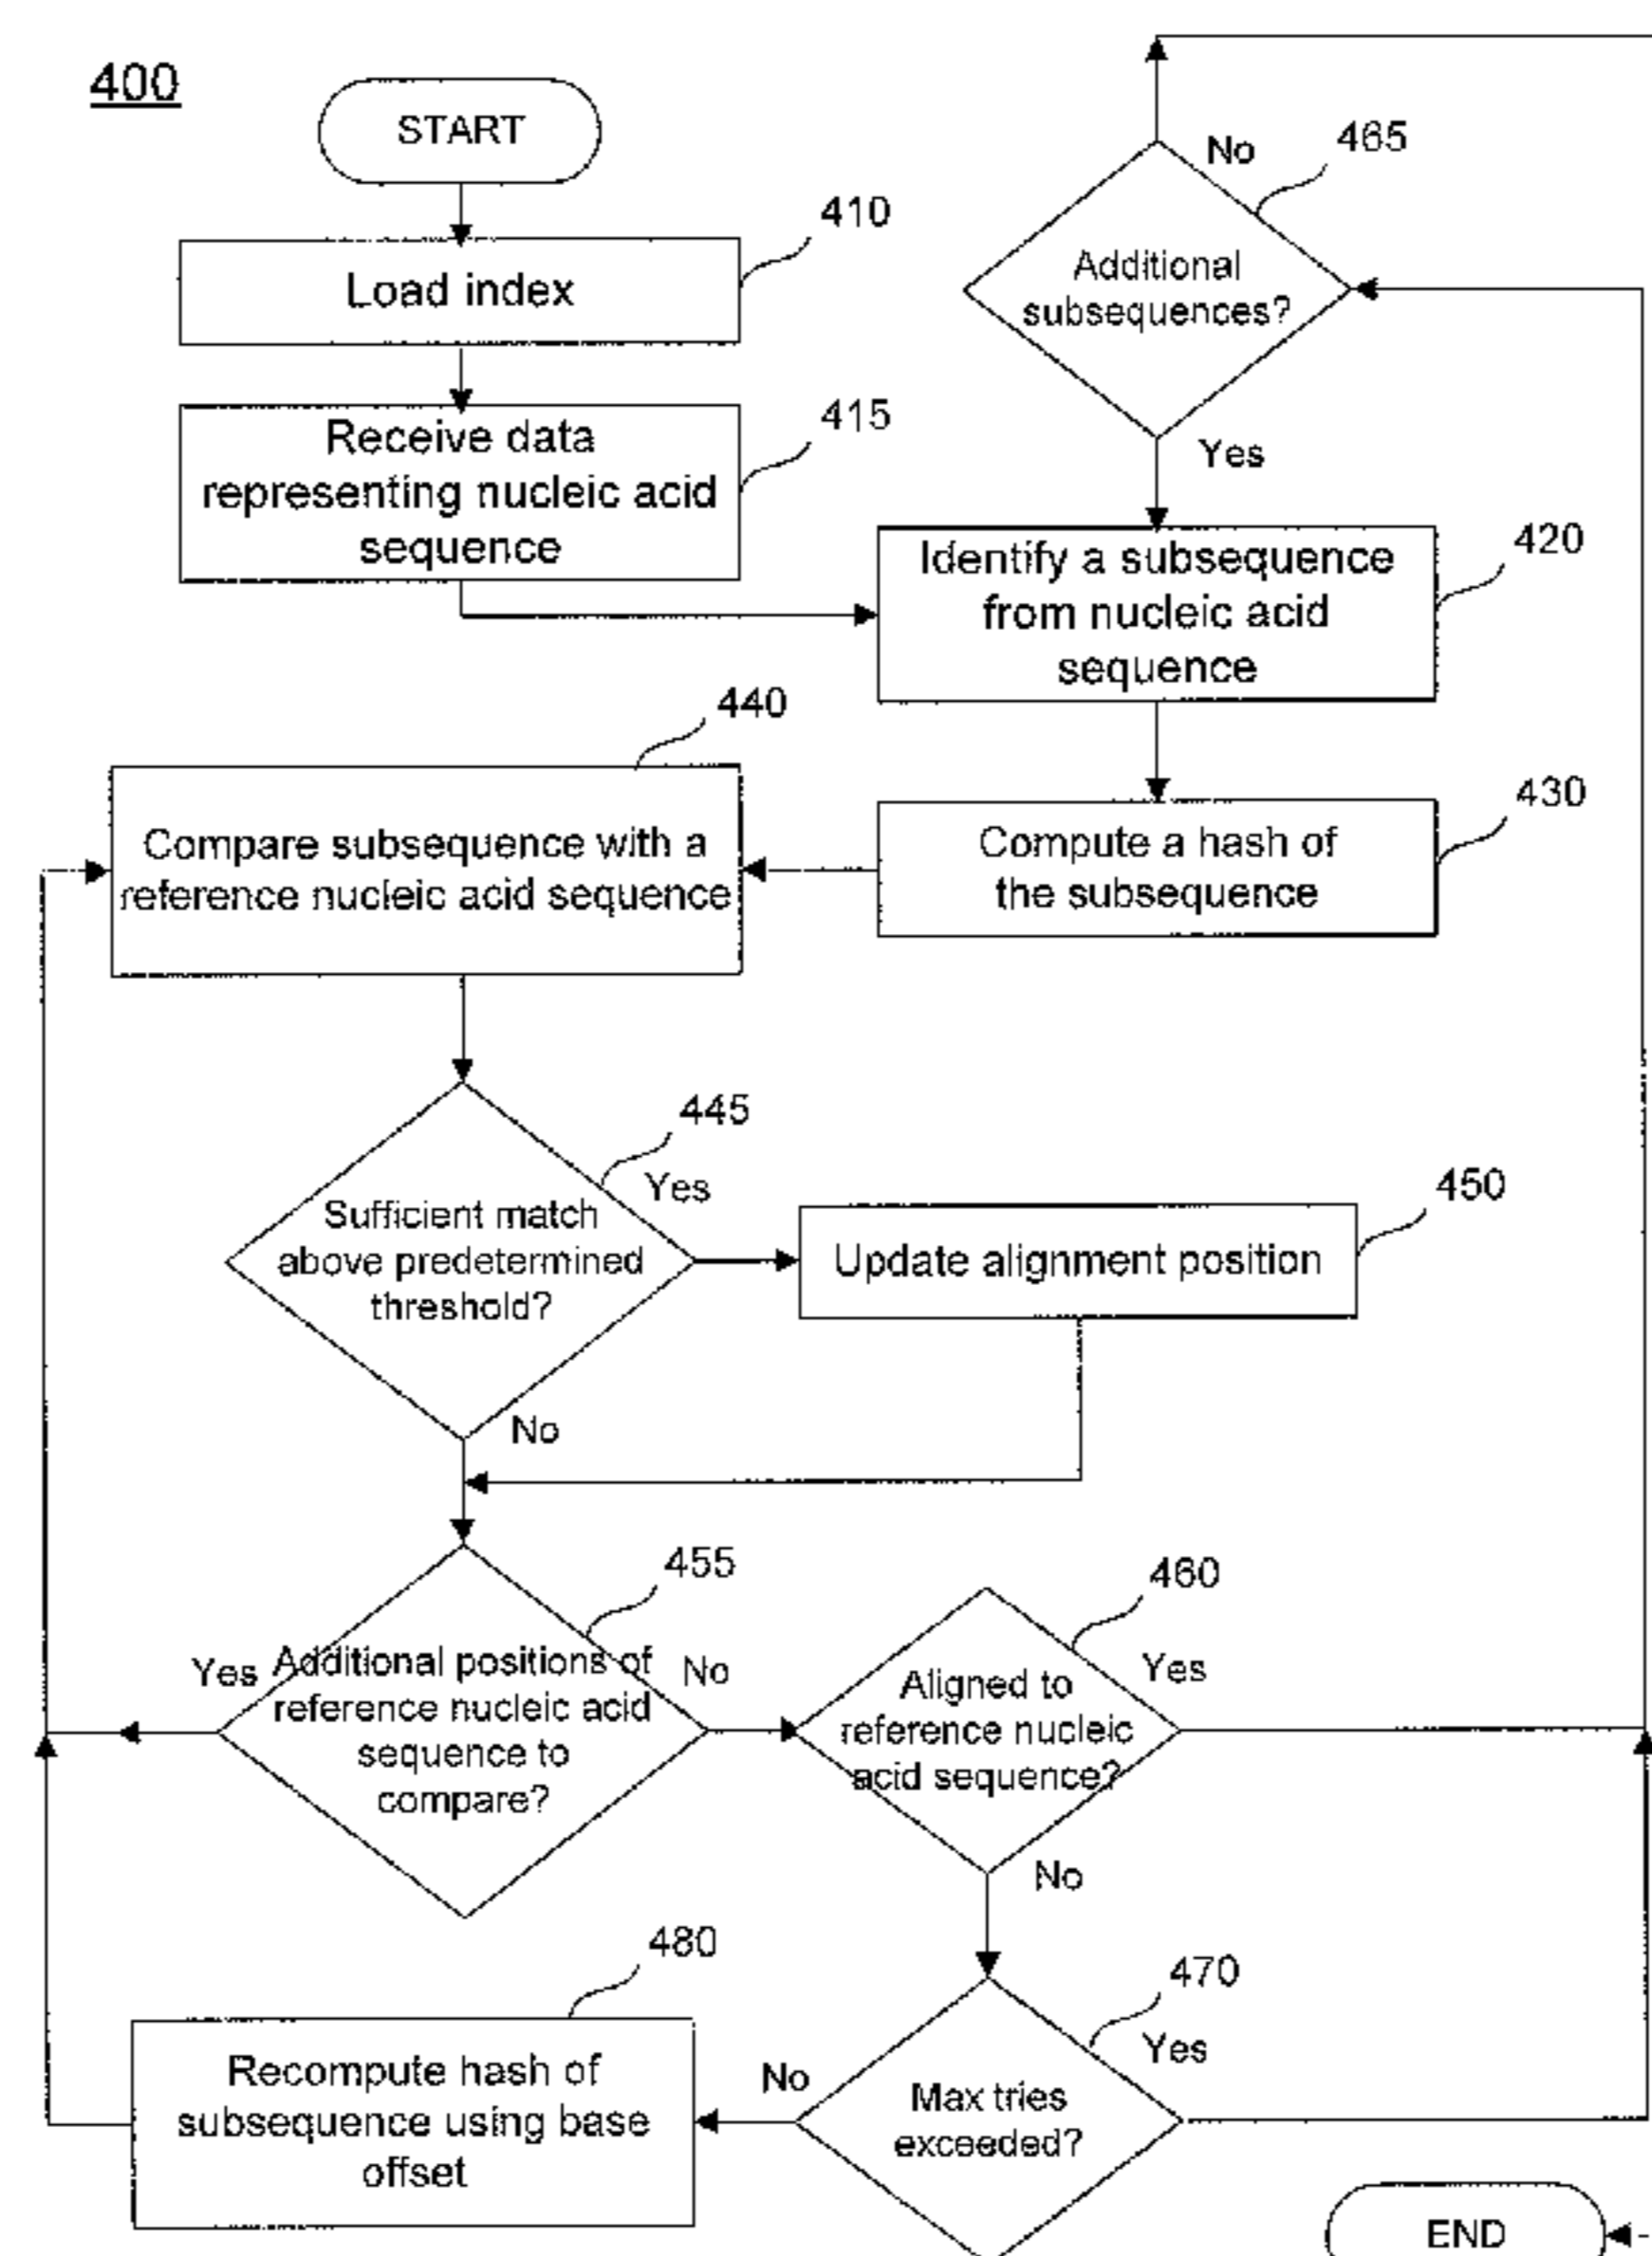 400
START
410
Load index
415
Receive data
representing nucleic acid
sequence
No
465
Additional
subsequences?
Yes
420
Identify a subsequence
from nucleic acid
sequence
430
Compute a hash of
the subsequence
440
Compare subsequence with a
reference nucleic acid sequence
445
Yes
Sufficient match
above predetermined
threshold?
No
450
Update alignment position
455
Yes
Additional positions of
reference nucleic acid
sequence to
compare?
No
460
Yes
Aligned to
reference nucleic
acid sequence?
No
470
Yes
Max tries
exceeded?
No
480
Recompute hash of
subsequence using base
offset
END